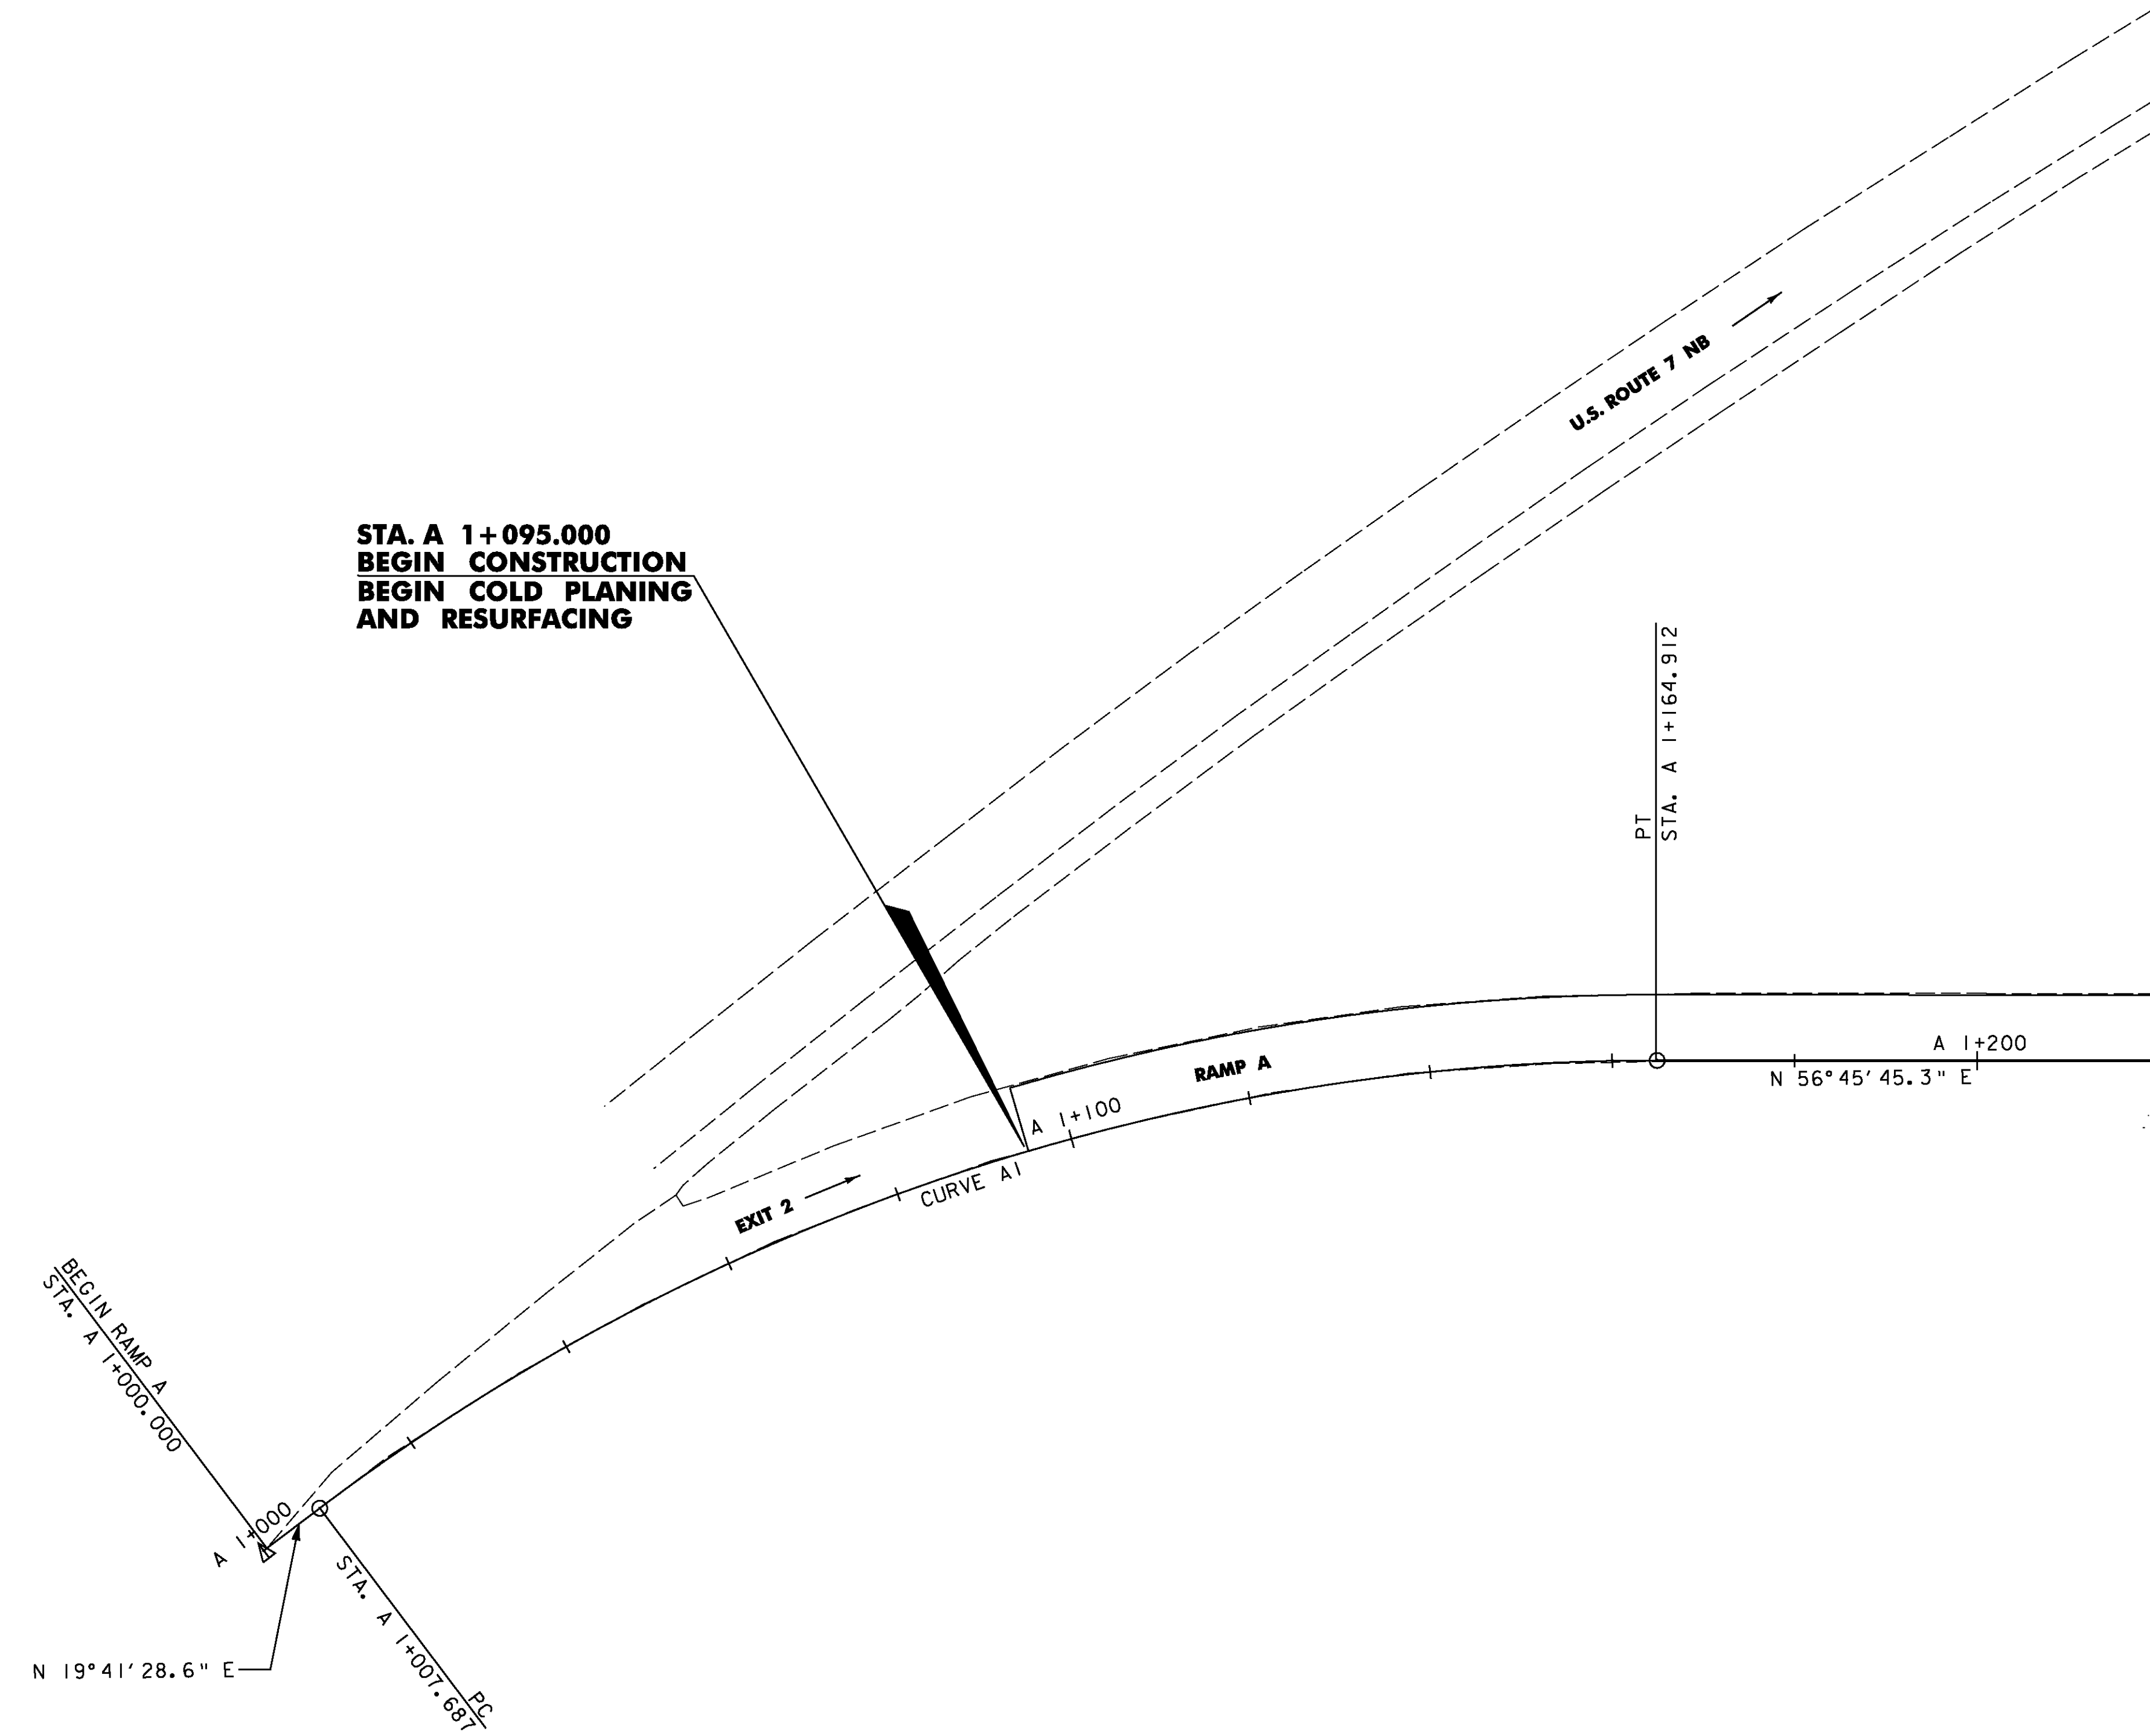 U.S. ROUTE 7 NB
STA. A 1+095.000
BEGIN CONSTRUCTION
BEGIN COLD PLANING
AND RESURFACING
PT
STA. A 1+164.912
A 1+200
N 56°45'45.3" E
RAMP A
A 1+100
CURVE A1
EXIT 2
BEGIN RAMP A
STA. A 1+000.000
A 1+000
N 19°41'28.6" E
PC
STA. A 1+007.687